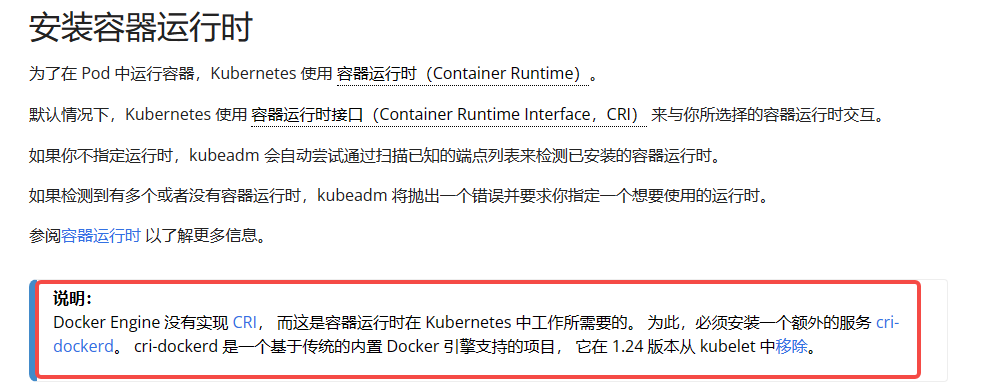 安装容器运行时
为了在 Pod 中运行容器，Kubernetes 使用 容器运行时（Container Runtime）。
默认情况下，Kubernetes 使用 容器运行时接口（Container Runtime Interface，CRI） 来与你所选择的容器运行时交互。
如果你不指定运行时，kubeadm 会自动尝试通过扫描已知的端点列表来检测已安装的容器运行时。
如果检测到有多个或者没有容器运行时，kubeadm 将抛出一个错误并要求你指定一个想要使用的运行时。
参阅容器运行时 以了解更多信息。
说明：
Docker Engine 没有实现 CRI， 而这是容器运行时在 Kubernetes 中工作所需要的。 为此，必须安装一个额外的服务 cri-
dockerd。 cri-dockerd 是一个基于传统的内置 Docker 引擎支持的项目， 它在 1.24 版本从 kubelet 中移除。